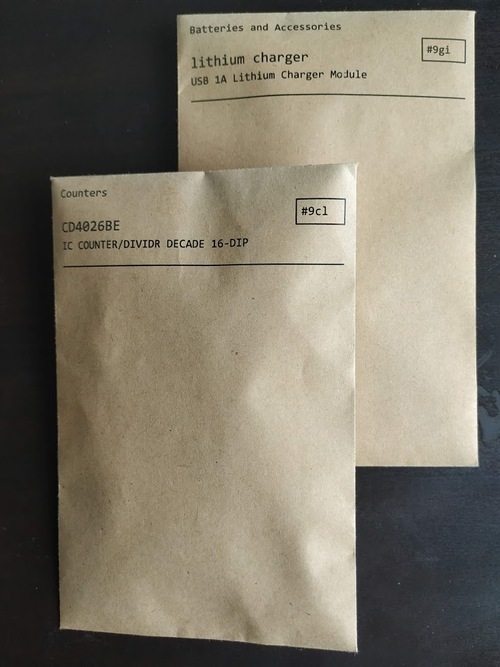 Batteries and Accessories
#9gi
lithium charger
USB 1A Lithium Charger Module
Counters
#9cl
CD4026BE
IC COUNTER/DIVIDR DECADE 16-DIP